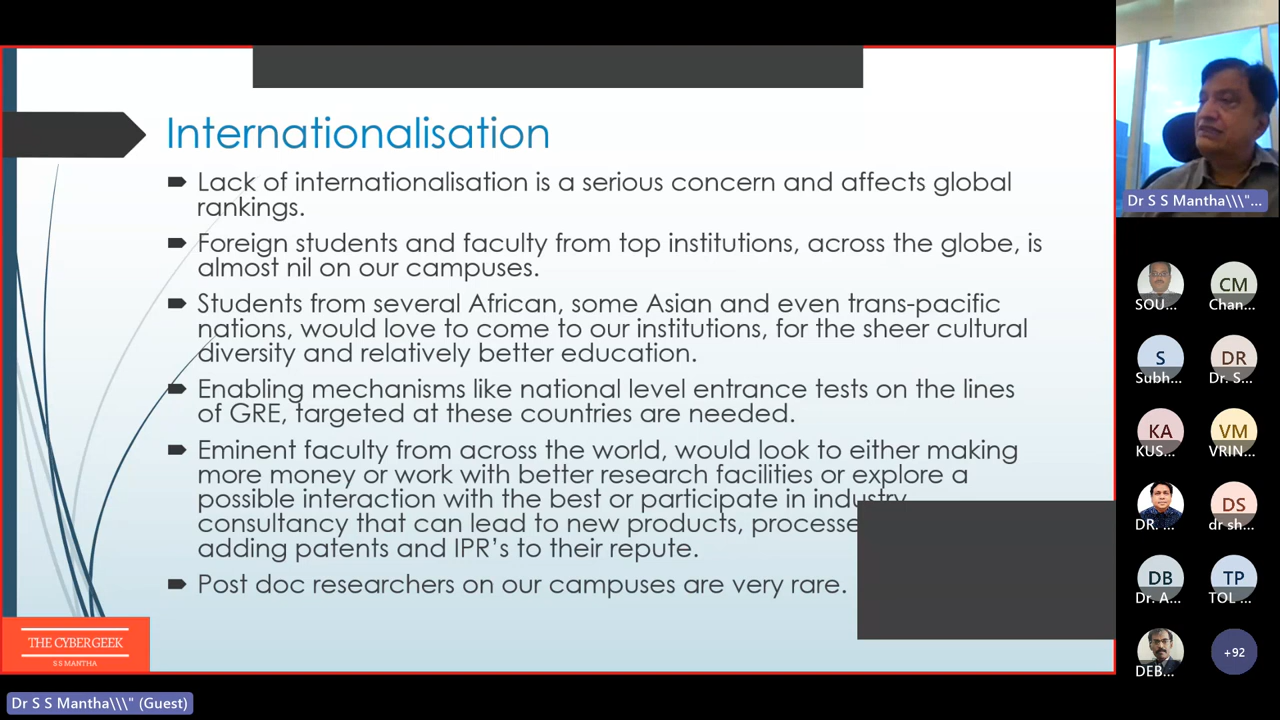 Internationalisation
Lack of internationalisation is a serious concern and affects global
rankings.
Foreign students and faculty from top institutions, across the globe, is
almost nil on our campuses.
Students from several African, some Asian and even trans-pacific
nations, would love to come to our institutions, for the sheer cultural
diversity and relatively better education.
Enabling mechanisms like national level entrance tests on the lines
of GRE, targeted at these countries are needed.
Eminent faculty from across the world, would look to either making
more money or work with better research facilities or explore a
possible interaction with the best or participate in industry
consultancy that can lead to new products, processe
adding patents and IPR's to their repute.
Post doc researchers on our campuses are very rare.
THE CYBERGEEK
S S MANTHA
Dr S S Mantha\\\" (Guest)
Dr S S Mantha\\\"...
SOU...
CM
Chan...
S
Subh...
DR
Dr. S...
KA
KUS...
VM
VRIN...
DR. ...
DS
dr sh...
DB
Dr. A...
TP
TOL ...
DEB...
+92